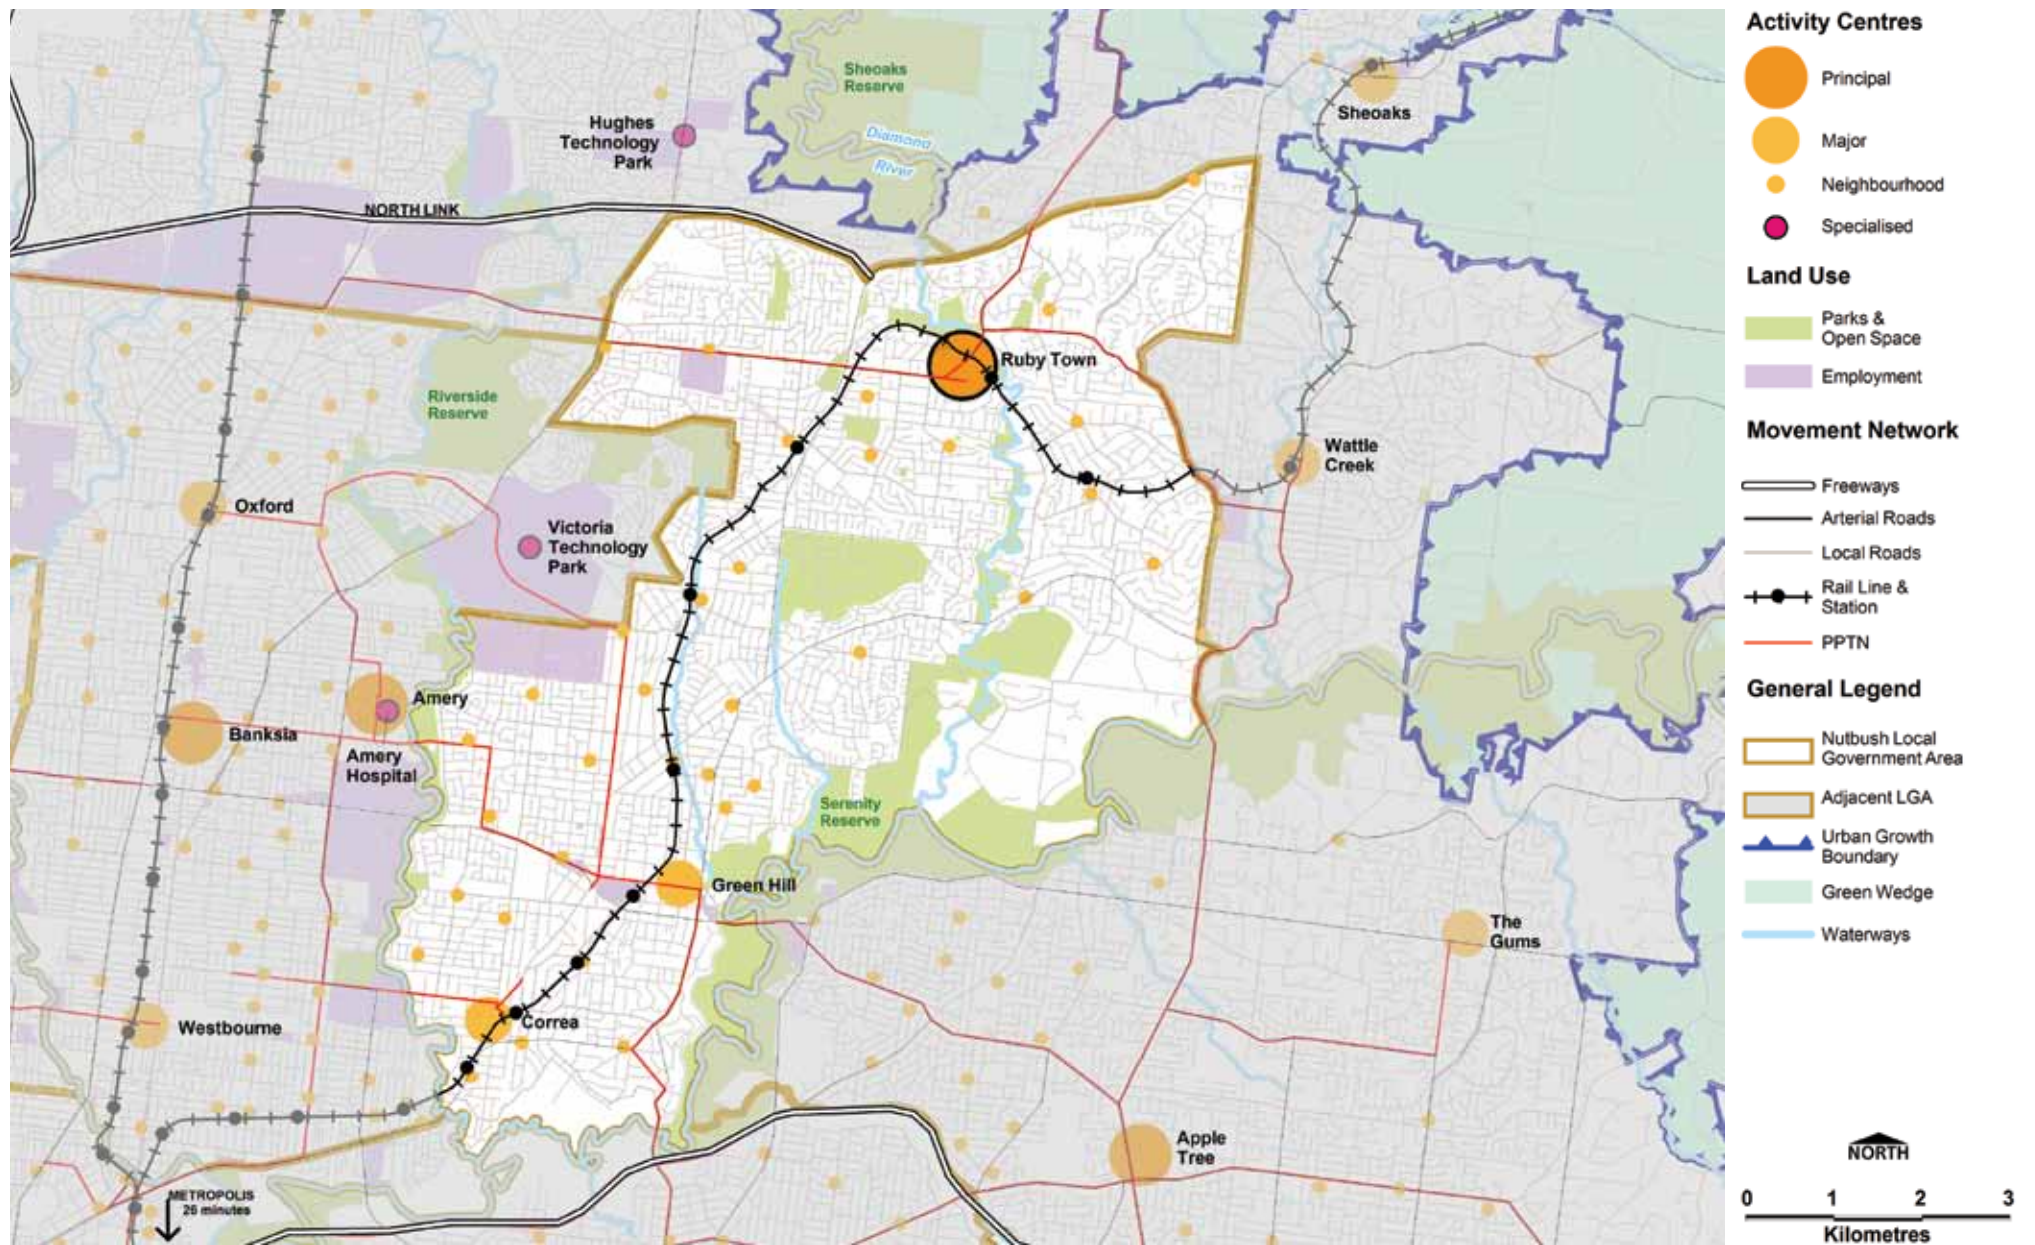 Sheoaks
Reserve
Diamond
River
Hughes
Technology
Park
Sheoaks
NORTH LINK
Ruby Town
Riverside
Reserve
Wattle
Creek
Oxford
Victoria
Technology
Park
Amery
Banksia
Amery
Hospital
Serenity
Reserve
Green Hill
The
Gums
Correa
Westbourne
Apple
Tree
METROPOLIS
26 minutes
Activity Centres
Principal
Major
Neighbourhood
Specialised
Land Use
Parks &
Open Space
Employment
Movement Network
Freeways
Arterial Roads
Local Roads
Rail Line &
Station
PPTN
General Legend
Nutbush Local
Government Area
Adjacent LGA
Urban Growth
Boundary
Green Wedge
Waterways
NORTH
0 1 2 3
Kilometres